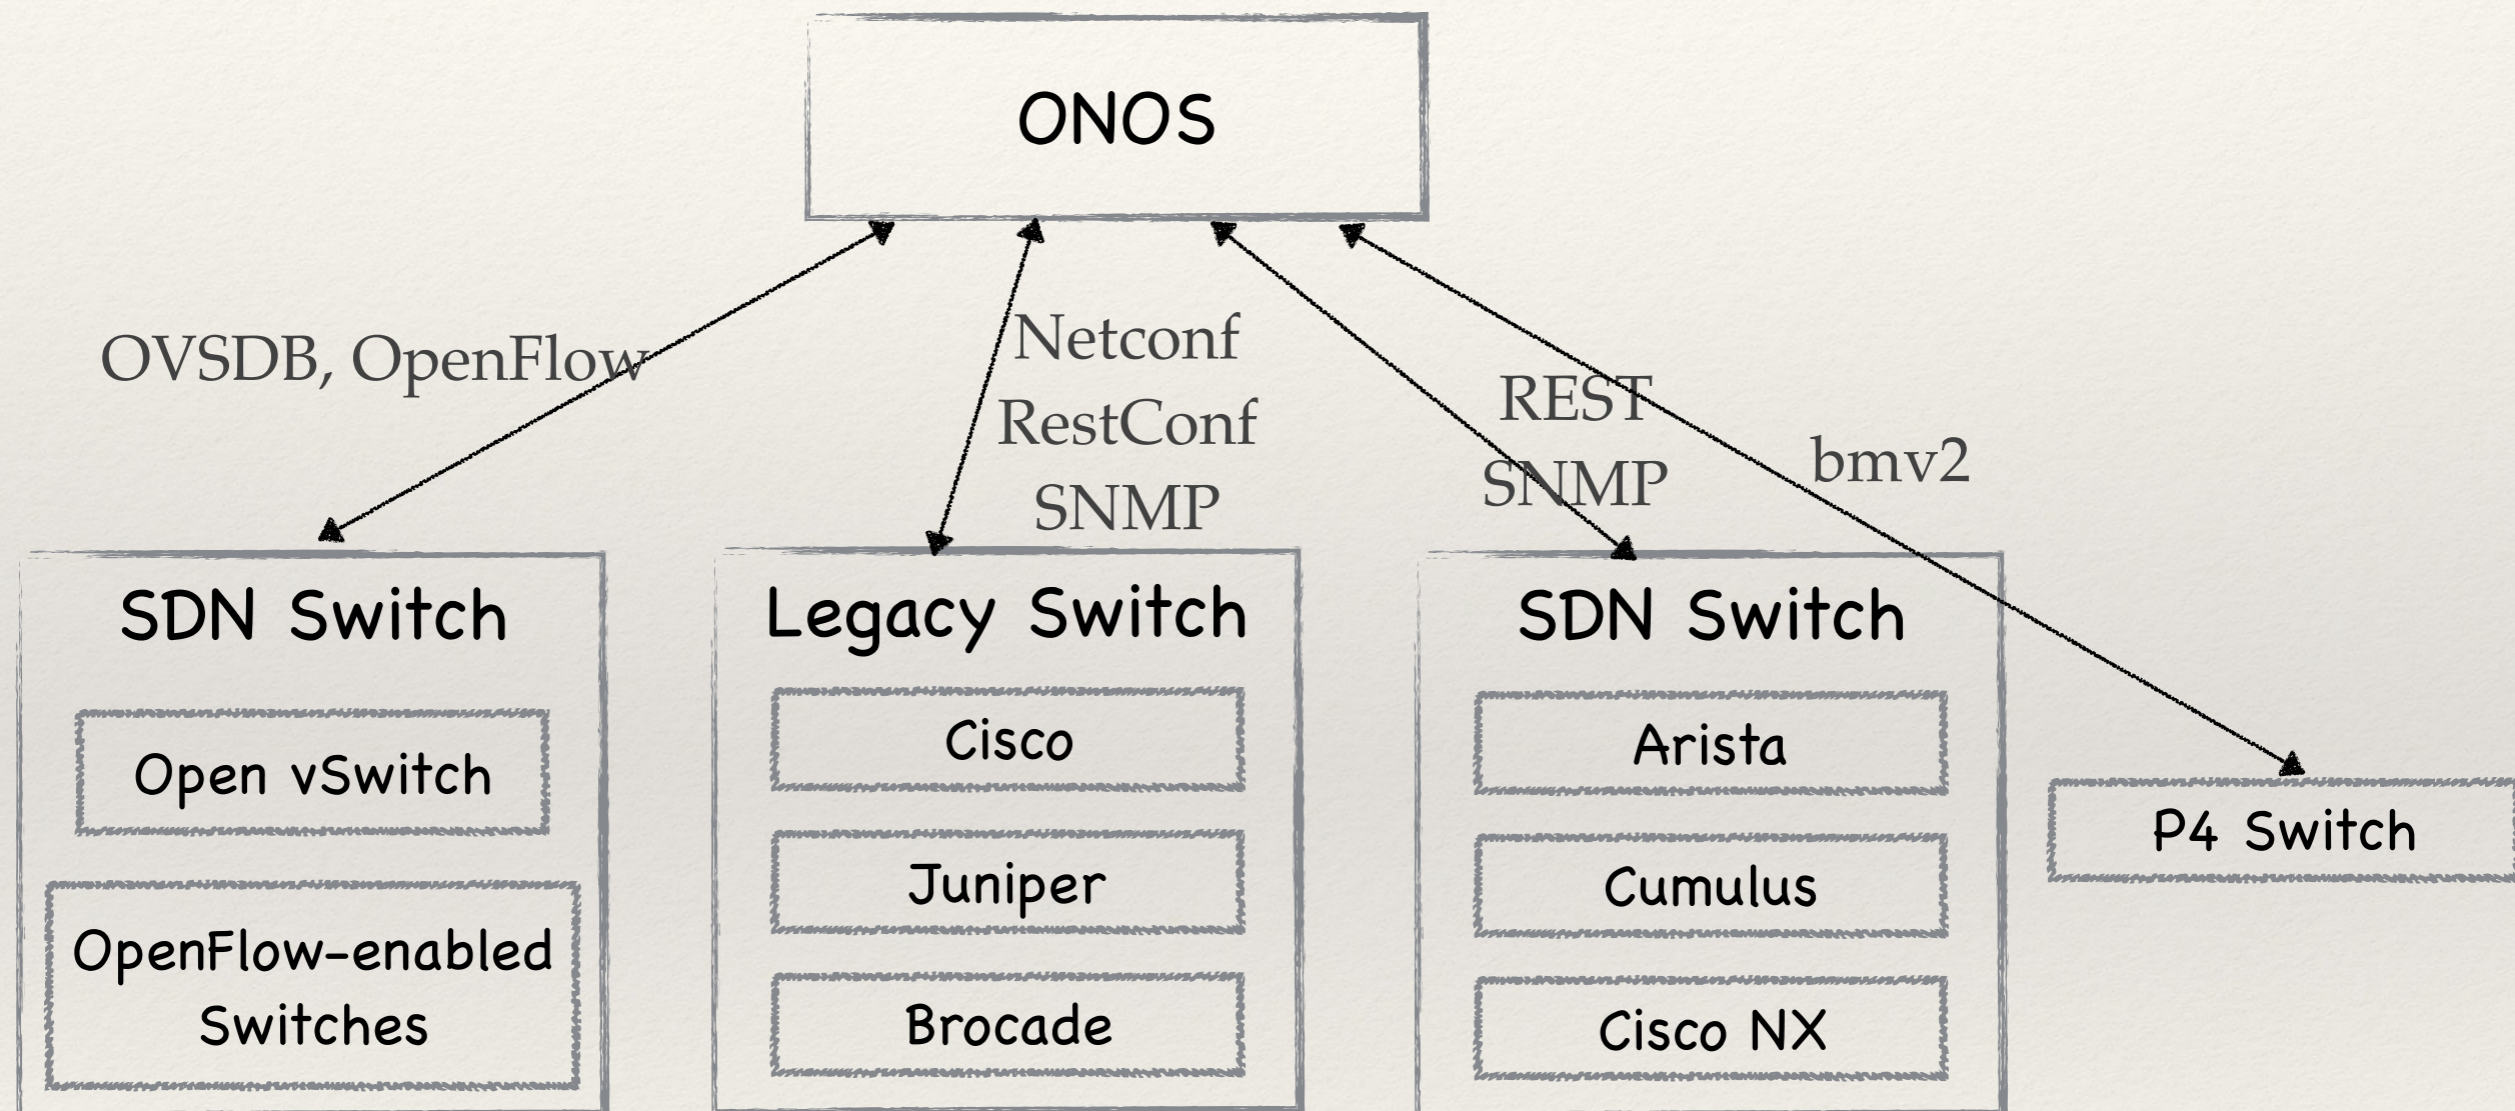 ONOS
OVSDB, OpenFlow
Netconf
RestConf
SNMP
REST
SNMP
bmv2
SDN Switch
Open vSwitch
OpenFlow-enabled
Switches
Legacy Switch
Cisco
Juniper
Brocade
SDN Switch
Arista
Cumulus
Cisco NX
P4 Switch